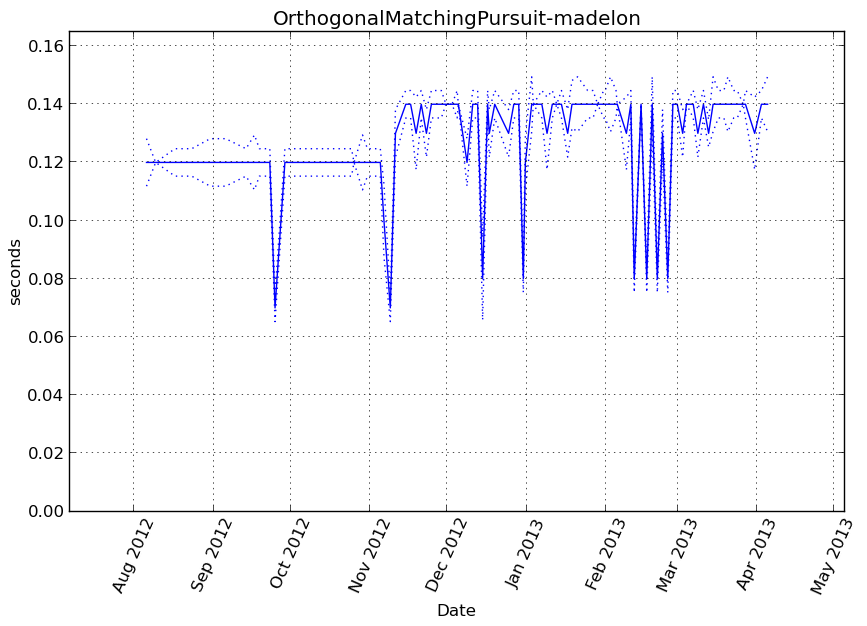 OrthogonalMatchingPursuit-madelon
0.16
0.14
0.12
0.10
0.08
0.06
0.04
0.02
0.00
seconds
Aug 2012
Sep 2012
Oct 2012
Nov 2012
Dec 2012
Jan 2013
Feb 2013
Mar 2013
Apr 2013
May 2013
Date